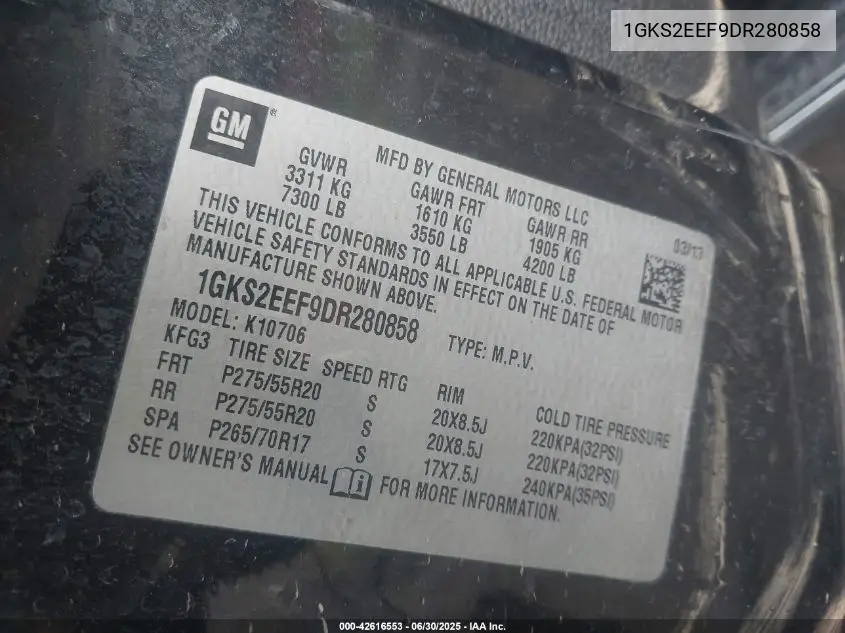 1GKS2EEF9DR280858
GM®
MFD BY GENERAL MOTORS LLC
03/13
GVWR GAWR FRT GAWR RR
3311 KG 1610 KG 1905 KG
7300 LB 3550 LB 4200 LB
THIS VEHICLE CONFORMS TO ALL APPLICABLE U.S. FEDERAL MOTOR
VEHICLE SAFETY STANDARDS IN EFFECT ON THE DATE OF
MANUFACTURE SHOWN ABOVE.
1GKS2EEF9DR280858 TYPE: M.P.V.
MODEL: K10706
KFG3 TIRE SIZE SPEED RTG RIM COLD TIRE PRESSURE
FRT P275/55R20 S 20X8.5J 220KPA(32PSI)
RR P275/55R20 S 20X8.5J 220KPA(32PSI)
SPA P265/70R17 S 17X7.5J 240KPA(35PSI)
SEE OWNER'S MANUAL i FOR MORE INFORMATION.
000-42616553 - 06/30/2025 - IAA Inc.